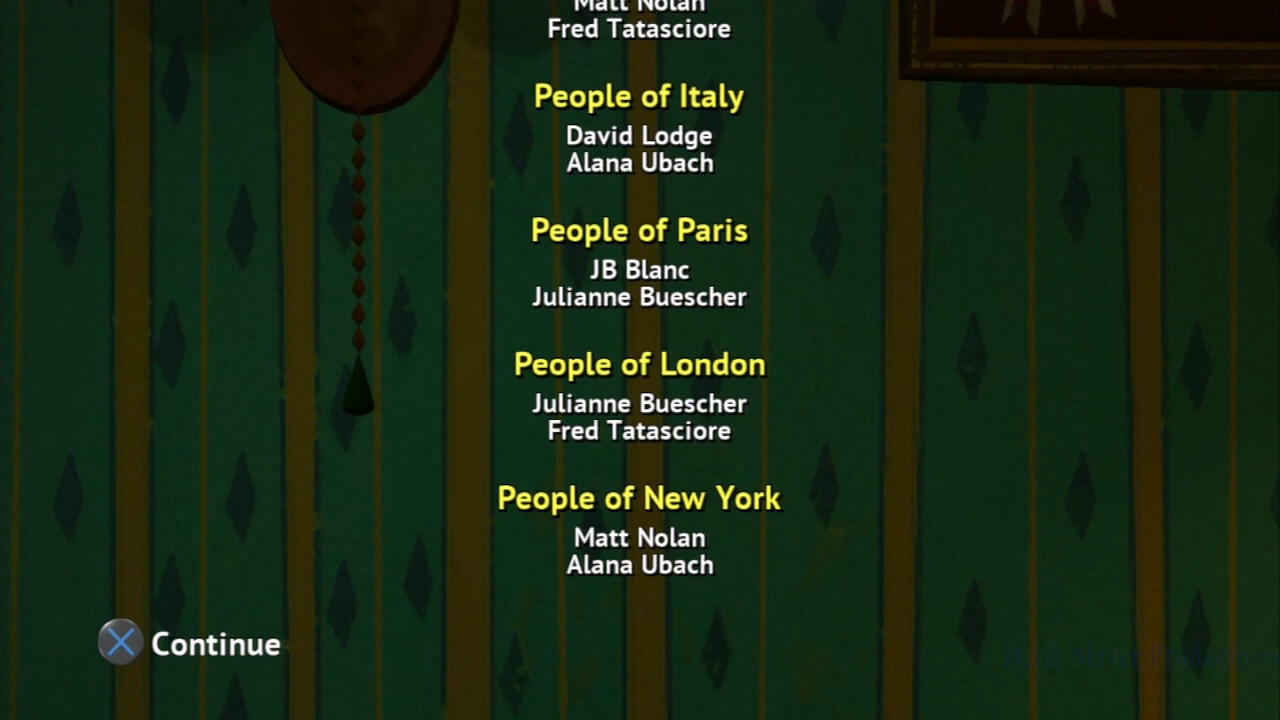 Matt Nolan
Fred Tatasciore
People of Italy
David Lodge
Alana Ubach
People of Paris
JB Blanc
Julianne Buescher
People of London
Julianne Buescher
Fred Tatasciore
People of New York
Matt Nolan
Alana Ubach
Continue